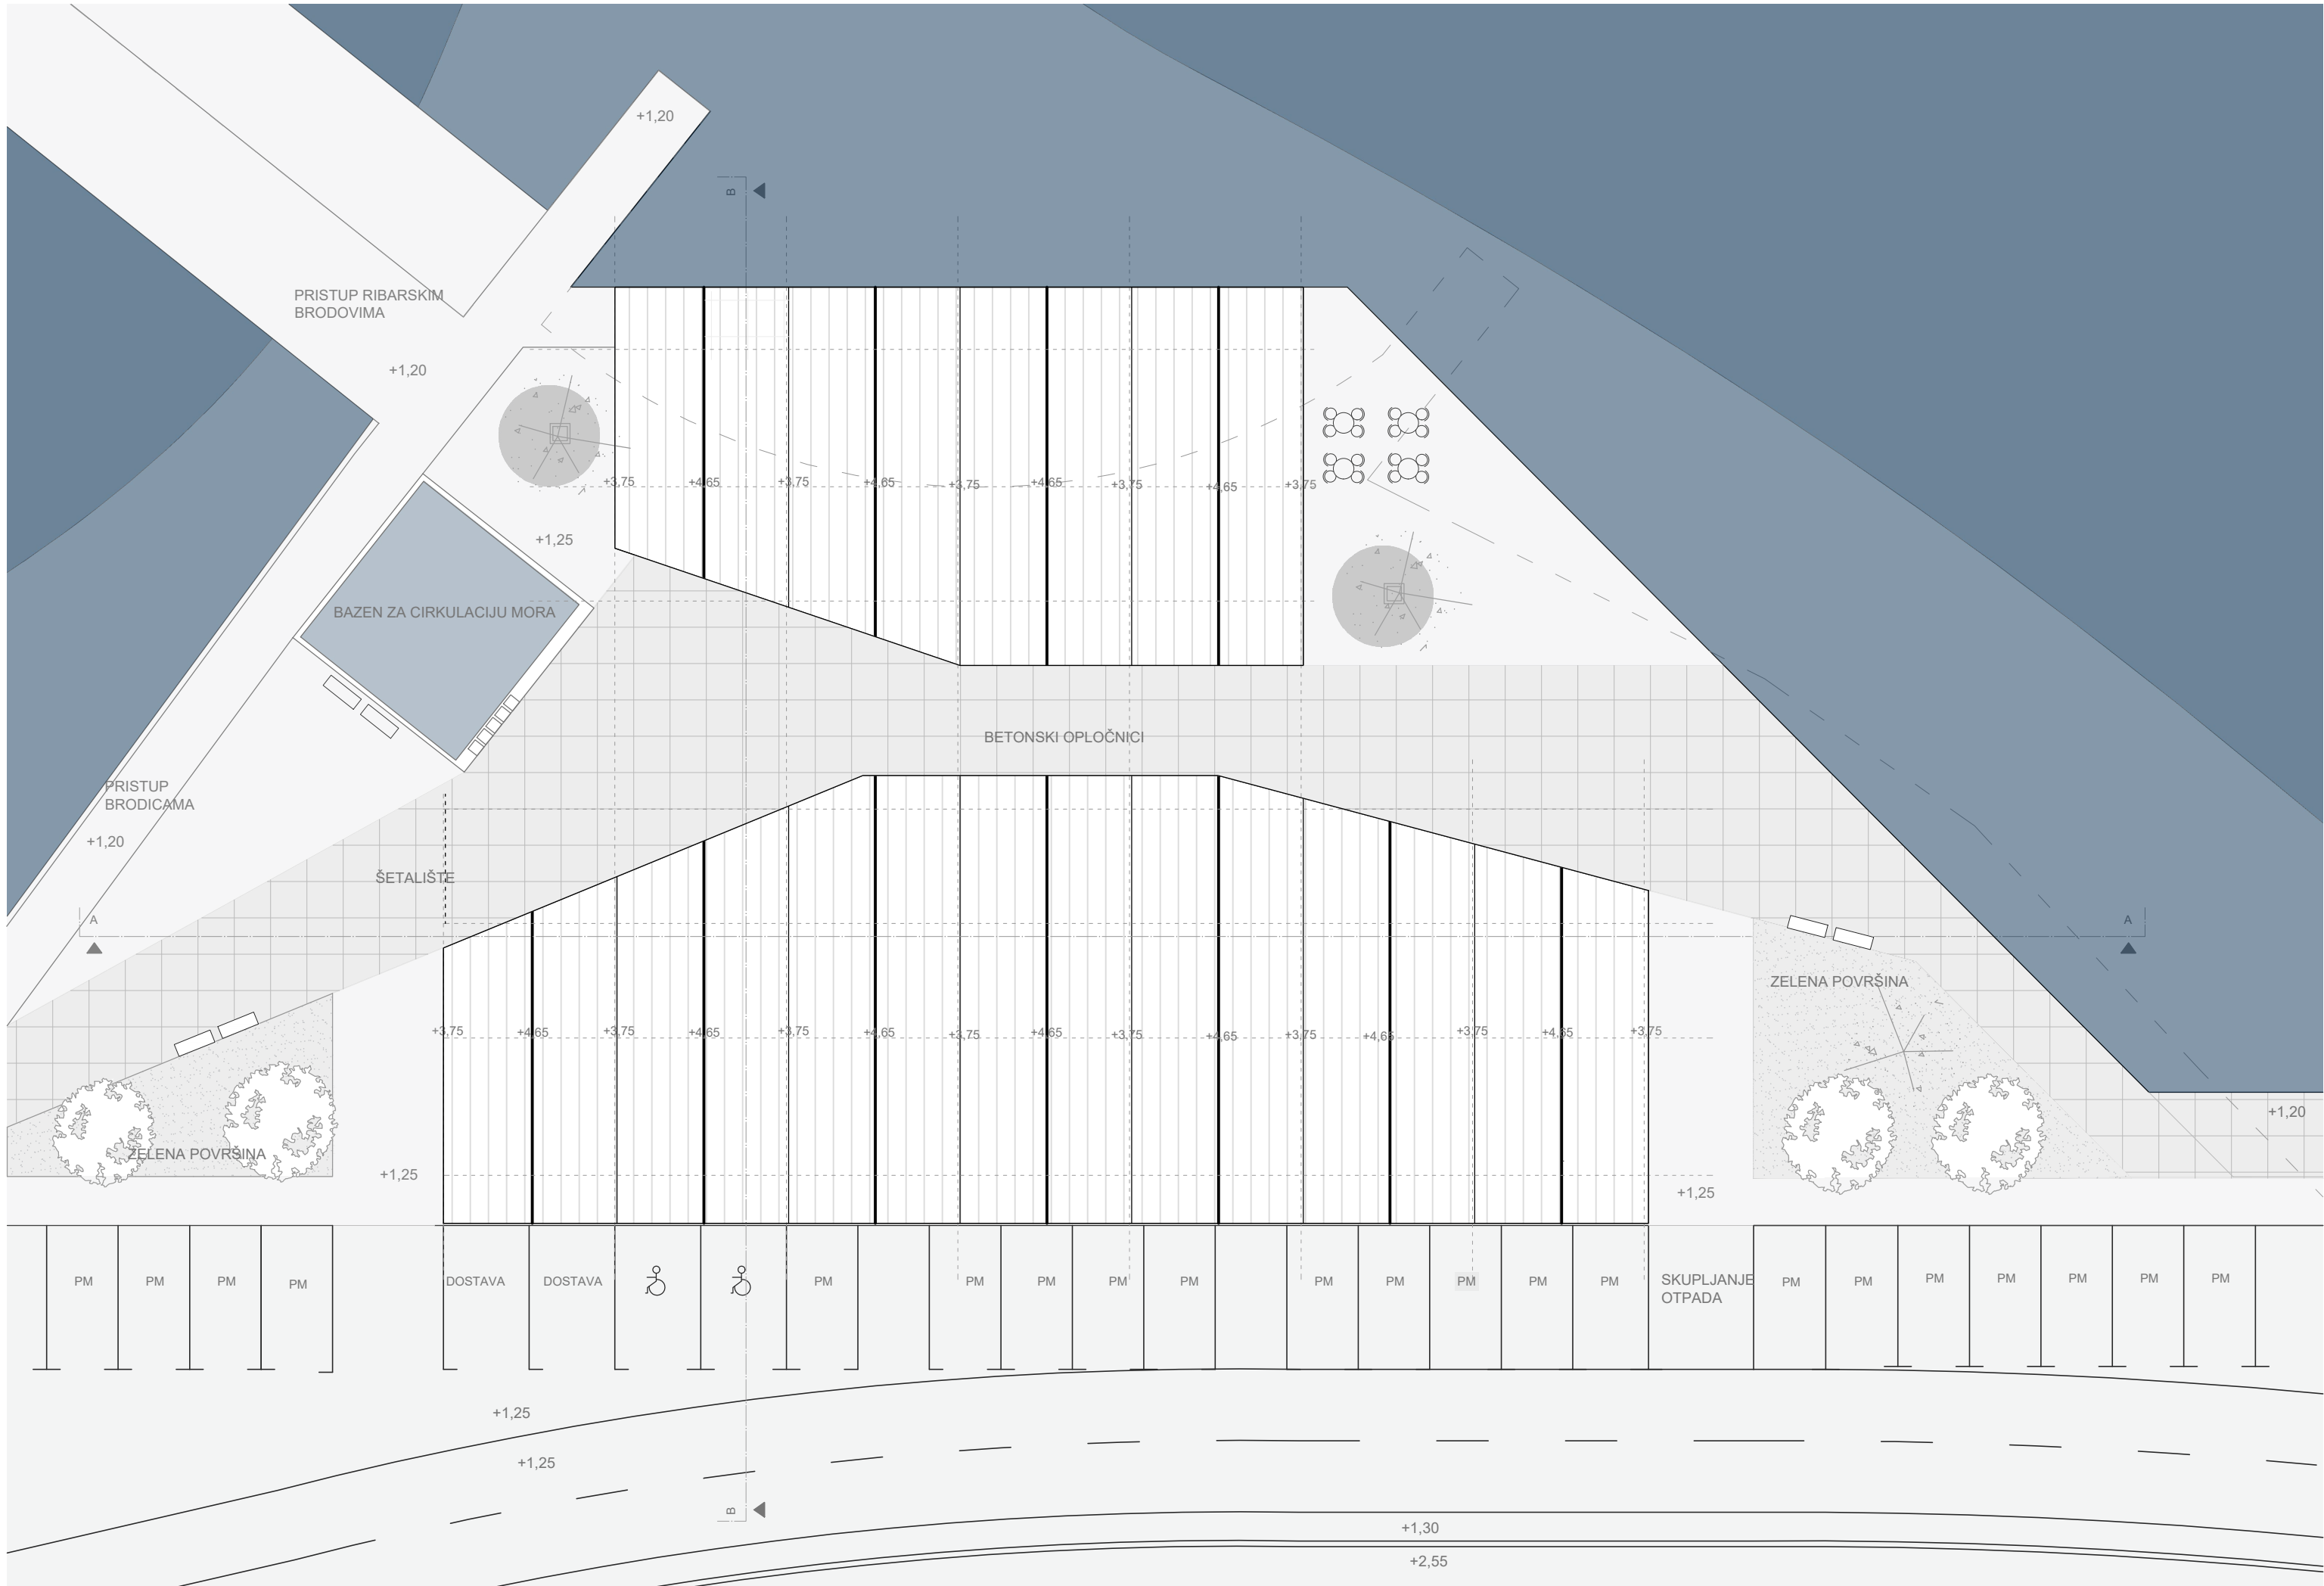 +1,20
B
PRISTUP RIBARSKIM
BRODOVIMA
+1,20
+3,75
+4,65
+3,75
+4,65
+3,75
+4,65
+3,75
+4,65
+3,75
+1,25
BAZEN ZA CIRKULACIJU MORA
BETONSKI OPLOČNICI
PRISTUP
BRODICAMA
+1,20
ŠETALIŠTE
A
A
ZELENA POVRŠINA
+3,75
+4,65
+3,75
+4,65
+3,75
+4,65
+3,75
+4,65
+3,75
+4,65
+3,75
+4,65
+3,75
+4,65
+3,75
+1,20
ZELENA POVRŠINA
+1,25
+1,25
PM
PM
PM
PM
DOSTAVA
DOSTAVA
PM
PM
PM
PM
PM
PM
PM
PM
PM
PM
SKUPLJANJE
OTPADA
PM
PM
PM
PM
PM
PM
PM
+1,25
+1,25
B
+1,30
+2,55